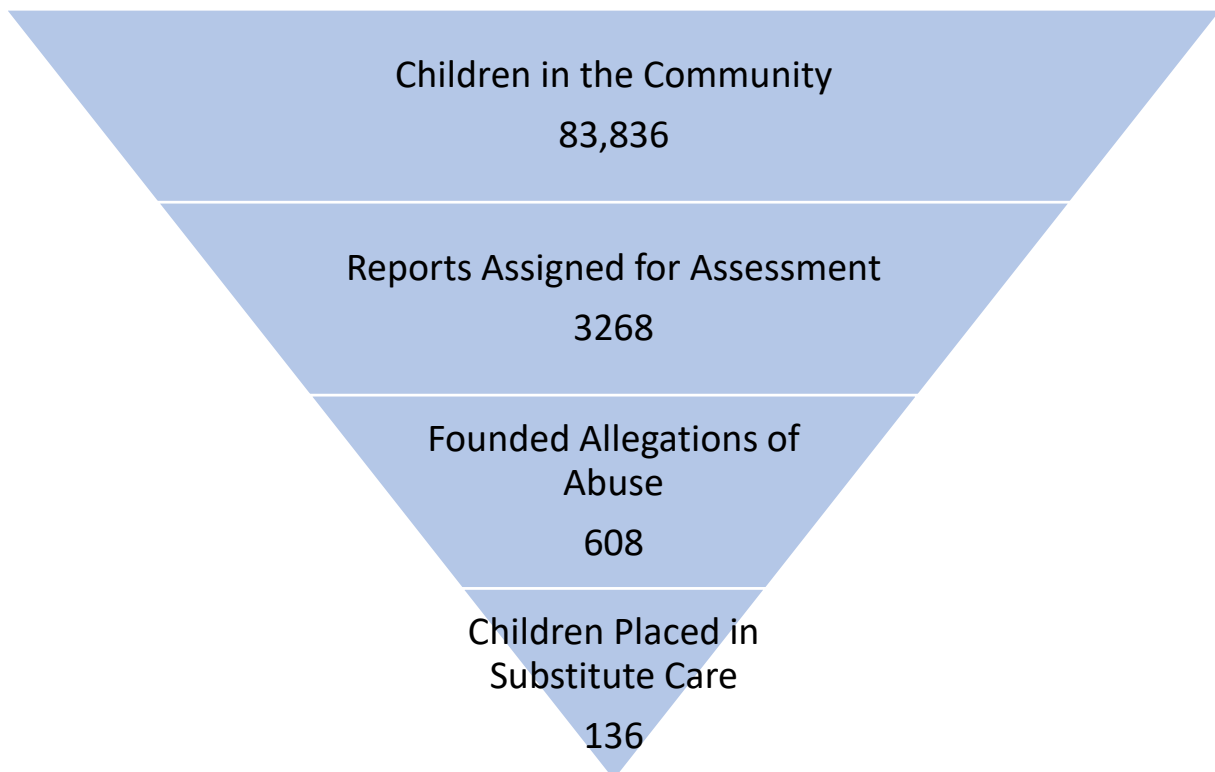 Children in the Community
83,836
Reports Assigned for Assessment
3268
Founded Allegations of
Abuse
608
Children Placed in
Substitute Care
136